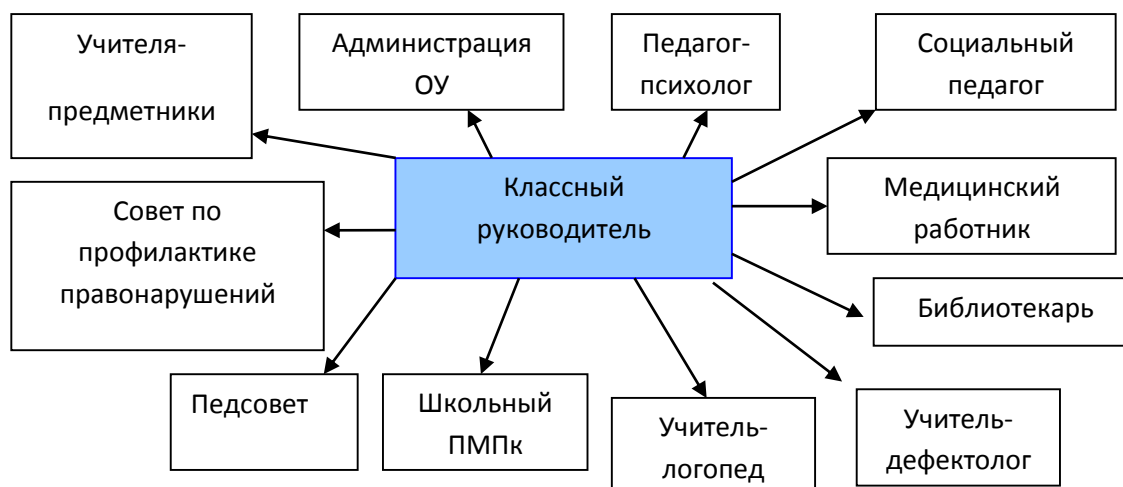 Учителя-
предметники
Администрация
ОУ
Педагог-
психолог
Социальный
педагог
Классный
руководитель
Медицинский
работник
Совет по
профилактике
правонарушений
Библиотекарь
Педсовет
Школьный
ПМПк
Учитель-
логопед
Учитель-
дефектолог